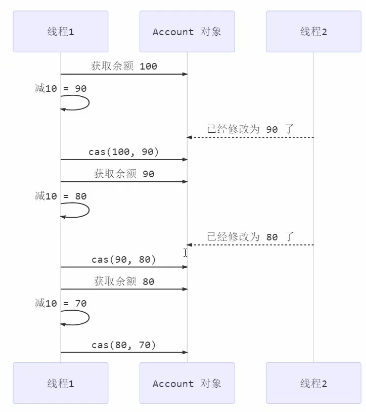 线程1
Account 对象
线程2
获取余额 100
减10 = 90
已经修改为 90 了
cas(100, 90)
获取余额 90
减10 = 80
已经修改为 80 了
cas(90, 80)
获取余额 80
减10 = 70
cas(80, 70)
线程1
Account 对象
线程2